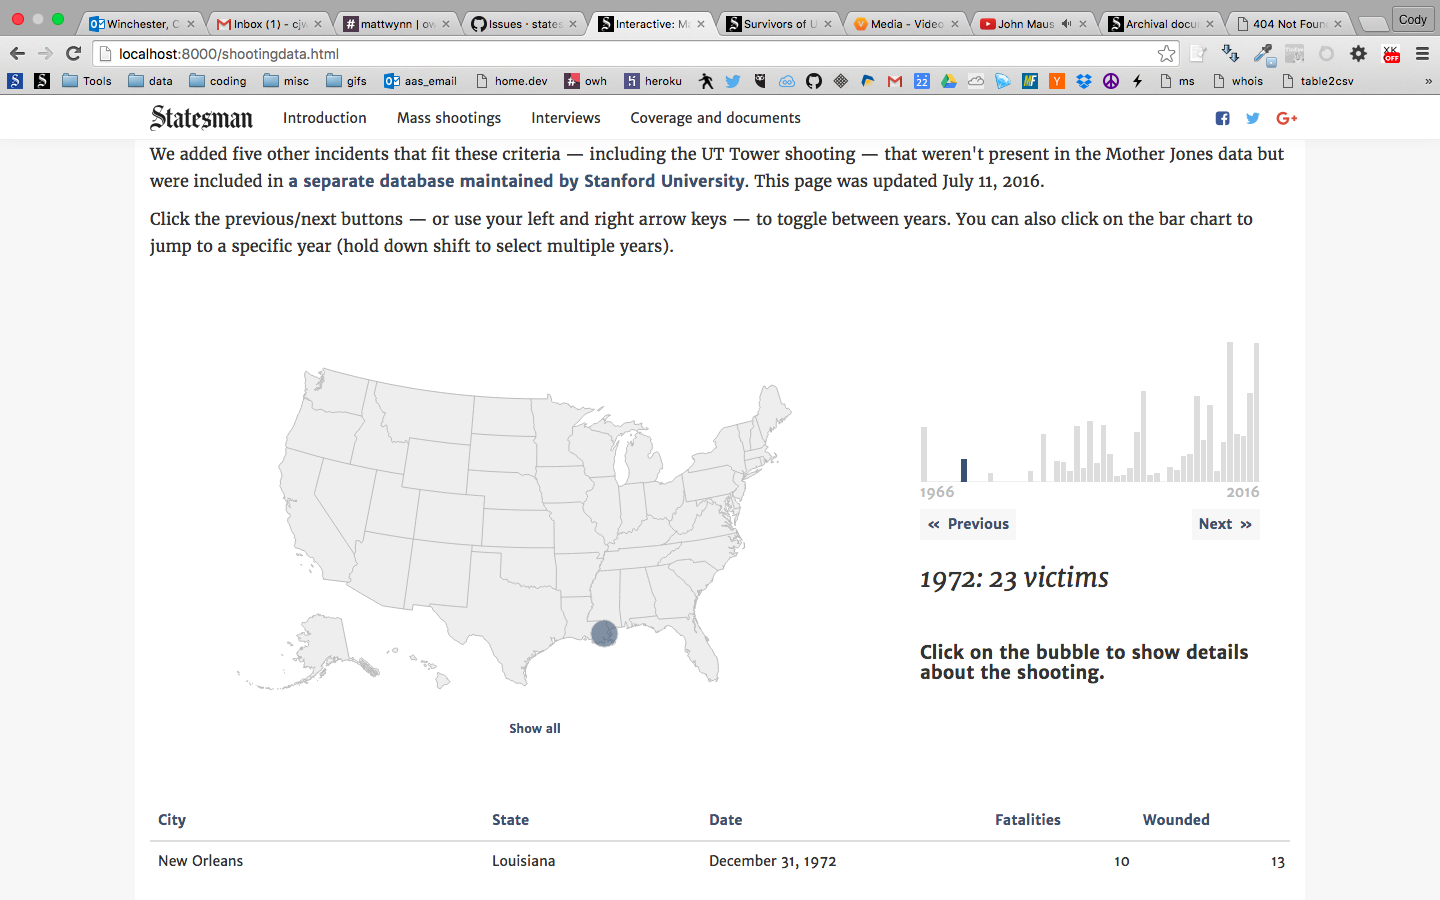 Winchester, C
Inbox (1) - cjw
mattwynn | ow
Issues · states
Interactive: Ma
Survivors of U
Media - Video
John Maus
Archival docu
404 Not Foun
Cody
localhost:8000/shootingdata.html
Tools
data
coding
misc
gifs
aas_email
home.dev
owh
heroku
ms
whois
table2csv
»
Statesman
Introduction
Mass shootings
Interviews
Coverage and documents
We added five other incidents that fit these criteria — including the UT Tower shooting — that weren't present in the Mother Jones data but
were included in a separate database maintained by Stanford University. This page was updated July 11, 2016.
Click the previous/next buttons — or use your left and right arrow keys — to toggle between years. You can also click on the bar chart to
jump to a specific year (hold down shift to select multiple years).
1966
2016
« Previous
Next »
1972: 23 victims
Click on the bubble to show details
about the shooting.
Show all
City State Date Fatalities Wounded
New Orleans Louisiana December 31, 1972 10 13